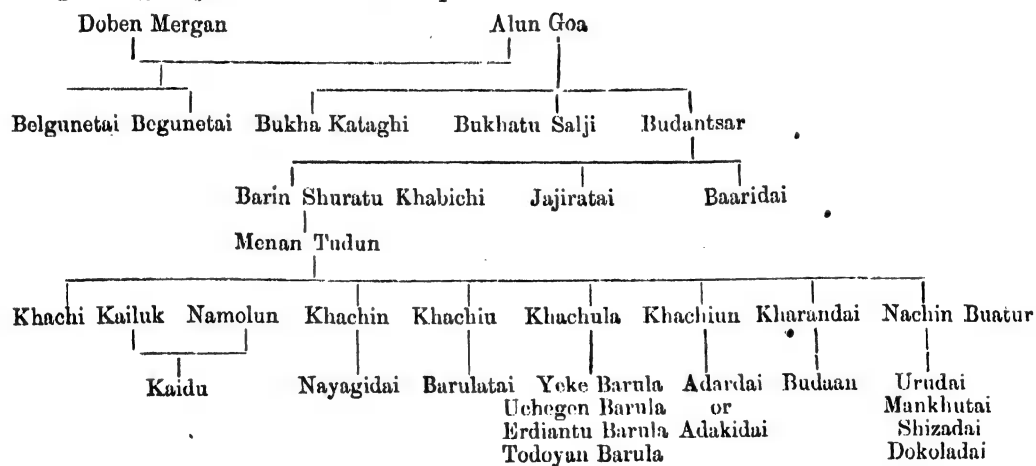 Doben Mergan Alun Goa
Belgunetai Begunetai Bukha Kataghi Bukhatu Salji Budantsar
Barin Shuratu Khabichi Jajiratai Baaridai
Menan Tudun
Khachi Kailuk Namolun Khachin Khachiu Khachula Khachiun Kharandai Nachin Buatur
Kaidu Nayagidai Barulatai Yeke Barula Adardai Budaan Urudai
Uchegen Barula or Mankhutai
Erdiantu Barula Adakidai Shizadai
Todoyan Barula Dokoladai